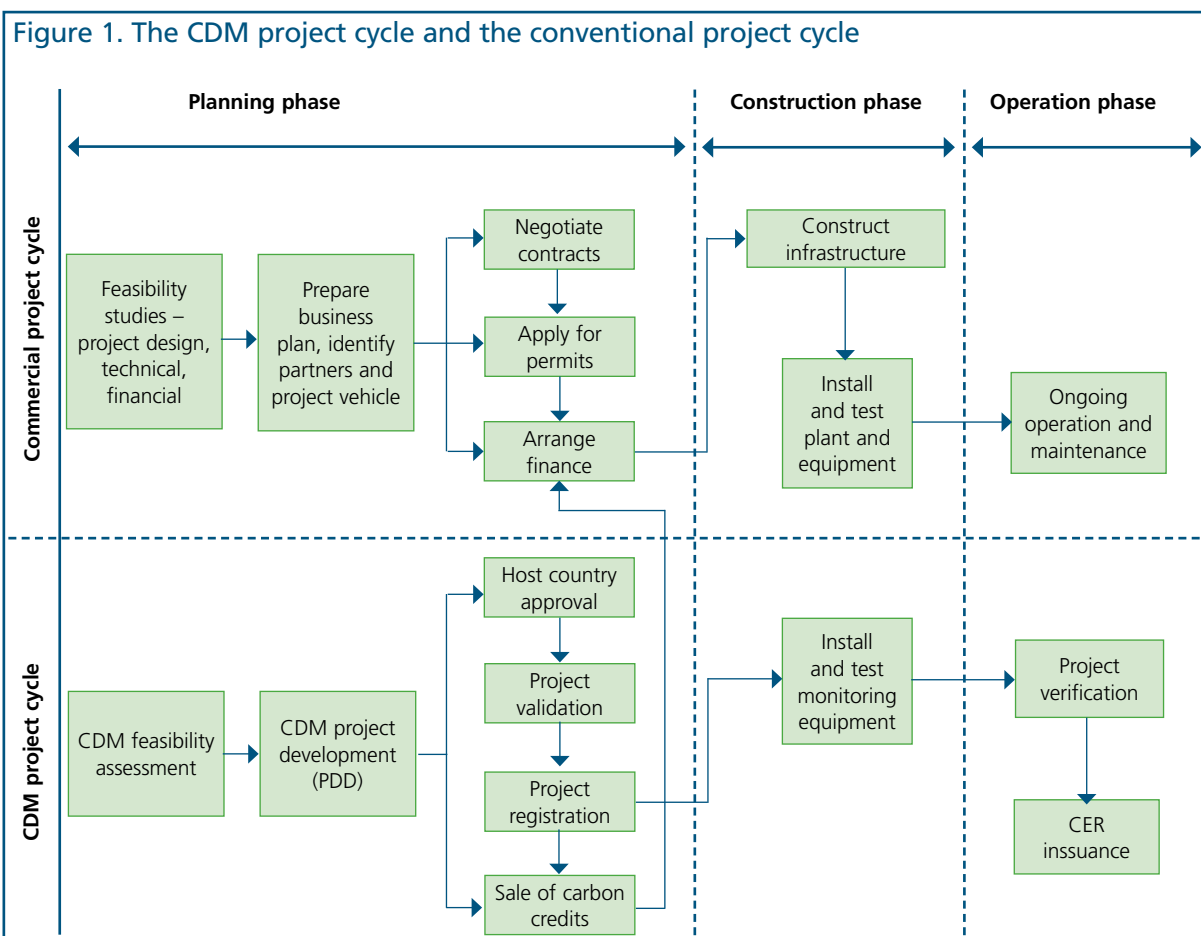 Figure 1. The CDM project cycle and the conventional project cycle
Planning phase
Construction phase
Operation phase
Commercial project cycle
Feasibility
studies –
project design,
technical,
financial
Prepare
business
plan, identify
partners and
project vehicle
Negotiate
contracts
Apply for
permits
Arrange
finance
Construct
infrastructure
Install
and test
plant and
equipment
Ongoing
operation and
maintenance
CDM project cycle
CDM feasibility
assessment
CDM project
development
(PDD)
Host country
approval
Project
validation
Project
registration
Sale of carbon
credits
Install
and test
monitoring
equipment
Project
verification
CER
inssuance